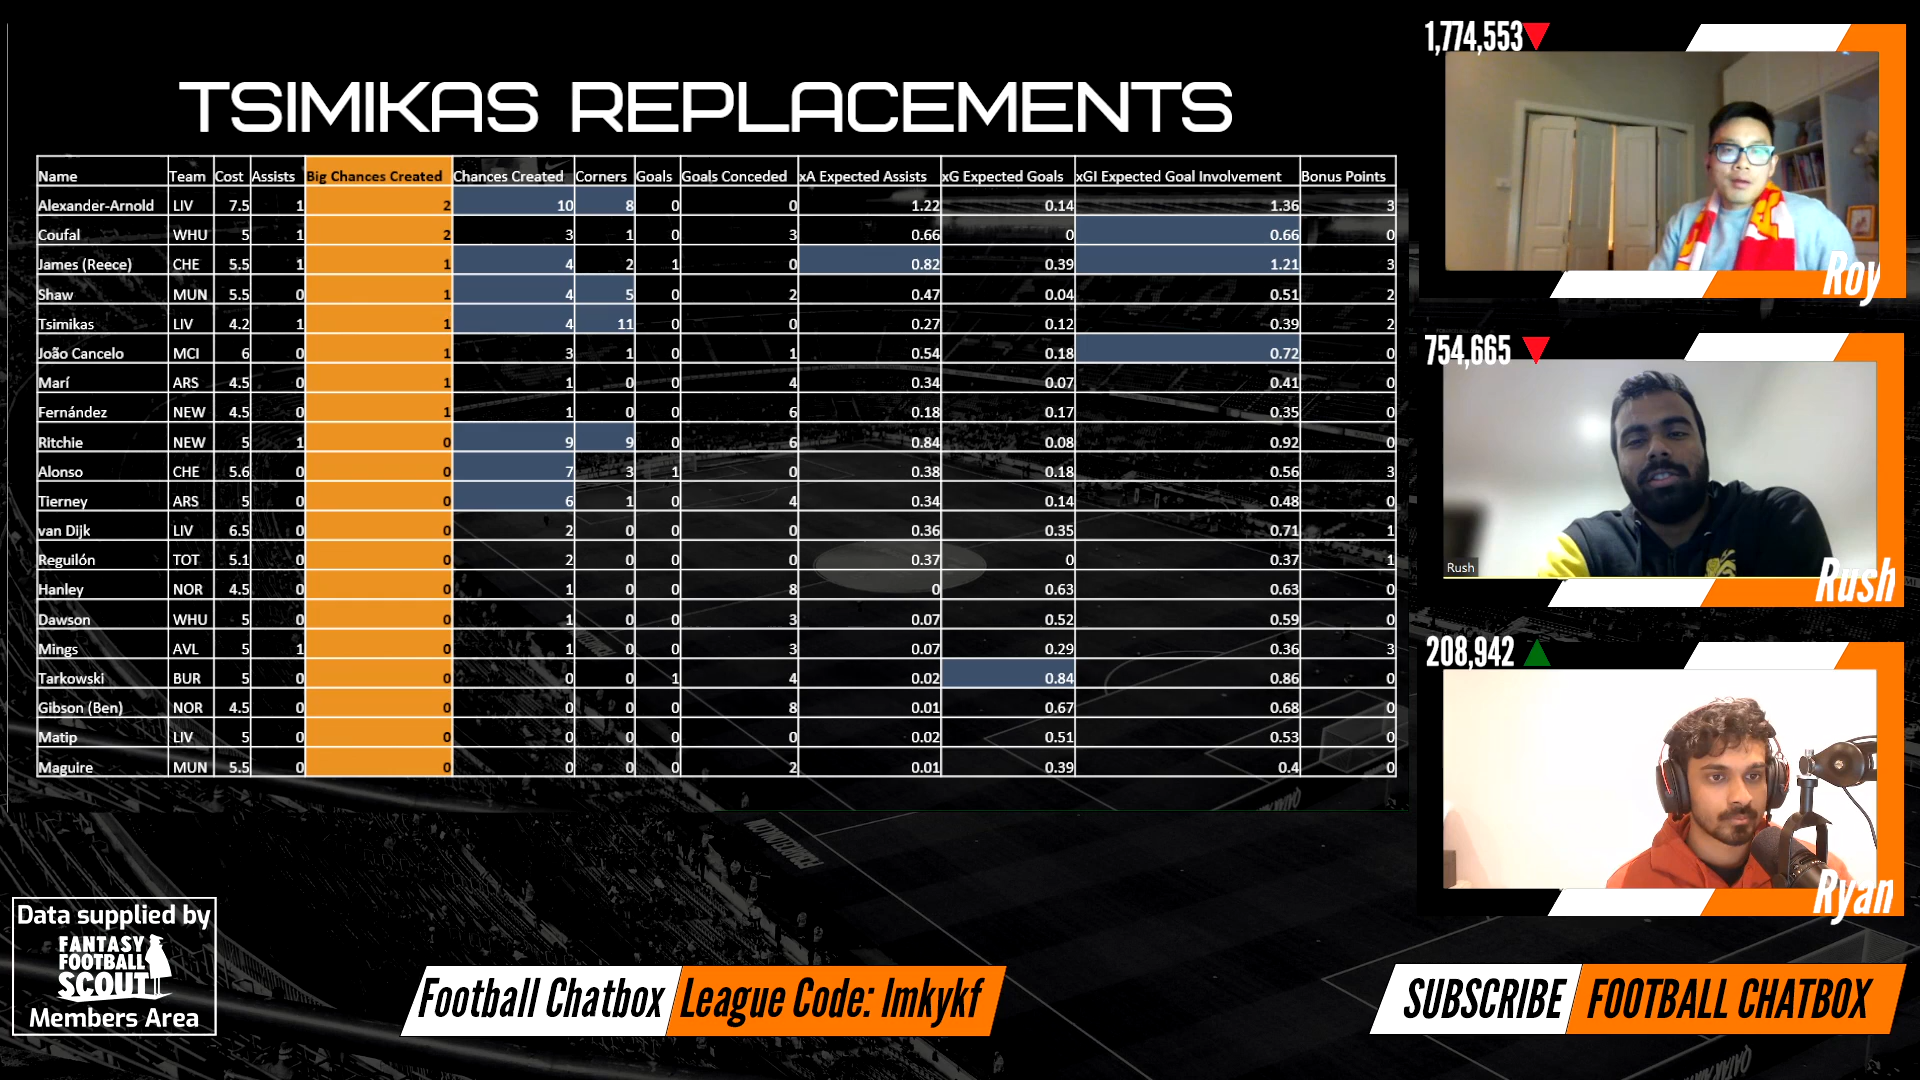 TSIMIKAS REPLACEMENTS
Name Team Cost Assists Big Chances Created Chances Created Corners Goals Goals Conceded xA Expected Assists xG Expected Goals xGI Expected Goal Involvement Bonus Points
Alexander-Arnold LIV 7.5 1 2 10 8 0 0 1.22 0.14 1.36 3
Coufal WHU 5 1 2 3 1 0 3 0.66 0 0.66 0
James (Reece) CHE 5.5 1 1 4 2 1 0 0.82 0.39 1.21 3
Shaw MUN 5.5 0 1 4 5 0 2 0.47 0.04 0.51 2
Tsimikas LIV 4.2 1 1 4 11 0 0 0.27 0.12 0.39 2
João Cancelo MCI 6 0 1 3 1 0 1 0.54 0.18 0.72 0
Marí ARS 4.5 0 1 1 0 0 4 0.34 0.07 0.41 0
Fernández NEW 4.5 0 1 1 0 0 6 0.18 0.17 0.35 0
Ritchie NEW 5 1 0 9 9 0 6 0.84 0.08 0.92 0
Alonso CHE 5.6 0 0 7 3 1 0 0.38 0.18 0.56 3
Tierney ARS 5 0 0 6 1 0 4 0.34 0.14 0.48 0
van Dijk LIV 6.5 0 0 2 0 0 0 0.36 0.35 0.71 1
Reguilón TOT 5.1 0 0 2 0 0 0 0.37 0 0.37 1
Hanley NOR 4.5 0 0 1 0 0 8 0 0.63 0.63 0
Dawson WHU 5 0 0 1 0 0 3 0.07 0.52 0.59 0
Mings AVL 5 1 0 1 0 0 3 0.07 0.29 0.36 3
Tarkowski BUR 5 0 0 0 0 1 4 0.02 0.84 0.86 0
Gibson (Ben) NOR 4.5 0 0 0 0 0 8 0.01 0.67 0.68 0
Matip LIV 5 0 0 0 0 0 0 0.02 0.51 0.53 0
Maguire MUN 5.5 0 0 0 0 0 2 0.01 0.39 0.4 0
1,774,553
Roy
754,665
Rush
Rush
208,942
Ryan
Data supplied by
FANTASY
FOOTBALL
SCOUT
Members Area
Football Chatbox League Code: lmkykf
SUBSCRIBE FOOTBALL CHATBOX